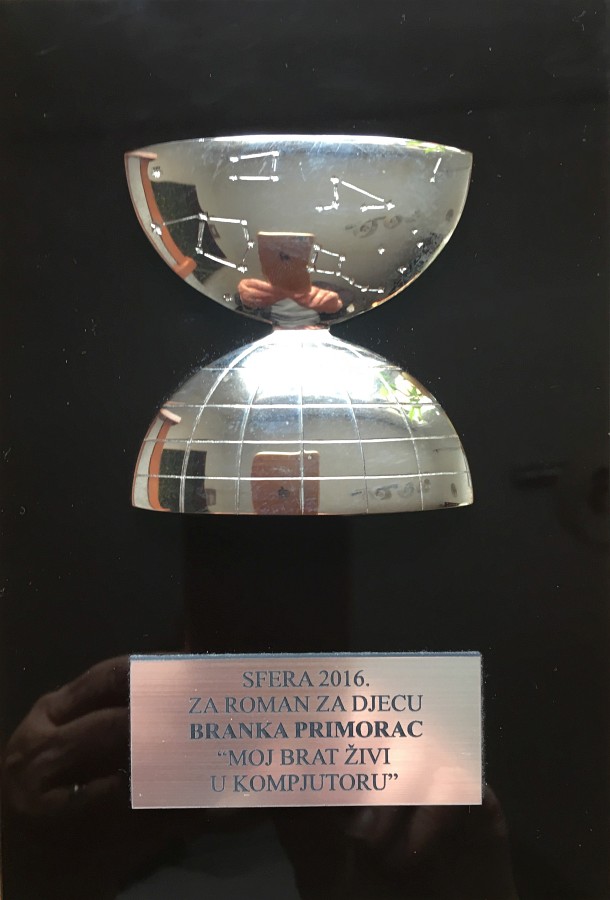 SFERA 2016.
ZA ROMAN ZA DJECU
BRANKA PRIMORAC
“MOJ BRAT ŽIVI
U KOMPJUTORU”